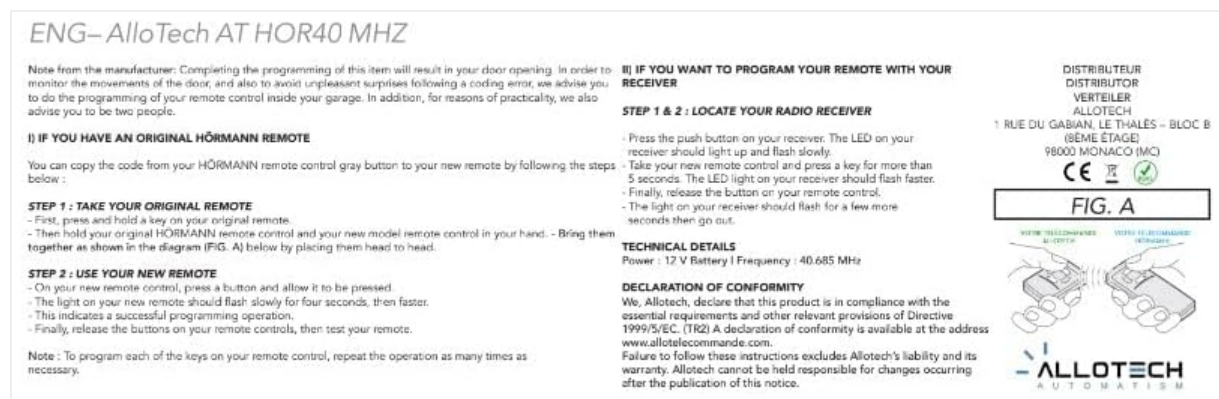 ENG– AlloTech AT HOR40 MHZ
Note from the manufacturer: Completing the programming of this item will result in your door opening. In order to
monitor the movements of the door, and also to avoid unpleasant surprises following a coding error, we advise you
to do the programming of your remote control inside your garage. In addition, for reasons of practicality, we also
advise you to be two people.
I) IF YOU HAVE AN ORIGINAL HÖRMANN REMOTE
You can copy the code from your HÖRMANN remote control gray button to your new remote by following the steps
below :
STEP 1 : TAKE YOUR ORIGINAL REMOTE
- First, press and hold a key on your original remote.
- Then hold your original HÖRMANN remote control and your new model remote control in your hand. - Bring them
together as shown in the diagram (FIG. A) below by placing them head to head.
STEP 2 : USE YOUR NEW REMOTE
- On your new remote control, press a button and allow it to be pressed.
- The light on your new remote should flash slowly for four seconds, then faster.
- This indicates a successful programming operation.
- Finally, release the buttons on your remote controls, then test your remote.
Note : To program each of the keys on your remote control, repeat the operation as many times as
necessary.
II) IF YOU WANT TO PROGRAM YOUR REMOTE WITH YOUR
RECEIVER
STEP 1 & 2 : LOCATE YOUR RADIO RECEIVER
- Press the push button on your receiver. The LED on your
receiver should light up and flash slowly.
- Take your new remote control and press a key for more than
5 seconds. The LED light on your receiver should flash faster.
- Finally, release the button on your remote control.
- The light on your receiver should flash for a few more
seconds then go out.
TECHNICAL DETAILS
Power : 12 V Battery l Frequency : 40.685 MHz
DECLARATION OF CONFORMITY
We, Allotech, declare that this product is in compliance with the
essential requirements and other relevant provisions of Directive
1999/5/EC. (TR2) A declaration of conformity is available at the address
www.allotelecommande.com.
Failure to follow these instructions excludes Allotech's liability and its
warranty. Allotech cannot be held responsible for changes occurring
after the publication of this notice.
DISTRIBUTEUR
DISTRIBUTOR
VERTEILER
ALLOTECH
1 RUE DU GABIAN, LE THALÈS – BLOC B
(8ÈME ÉTAGE)
98000 MONACO (MC)
CE
FIG. A
VOTRE TELECOMMANDE
ALLOTECH
VOTRE TELECOMMANDE
ALLOTECH
AUTOMATISM